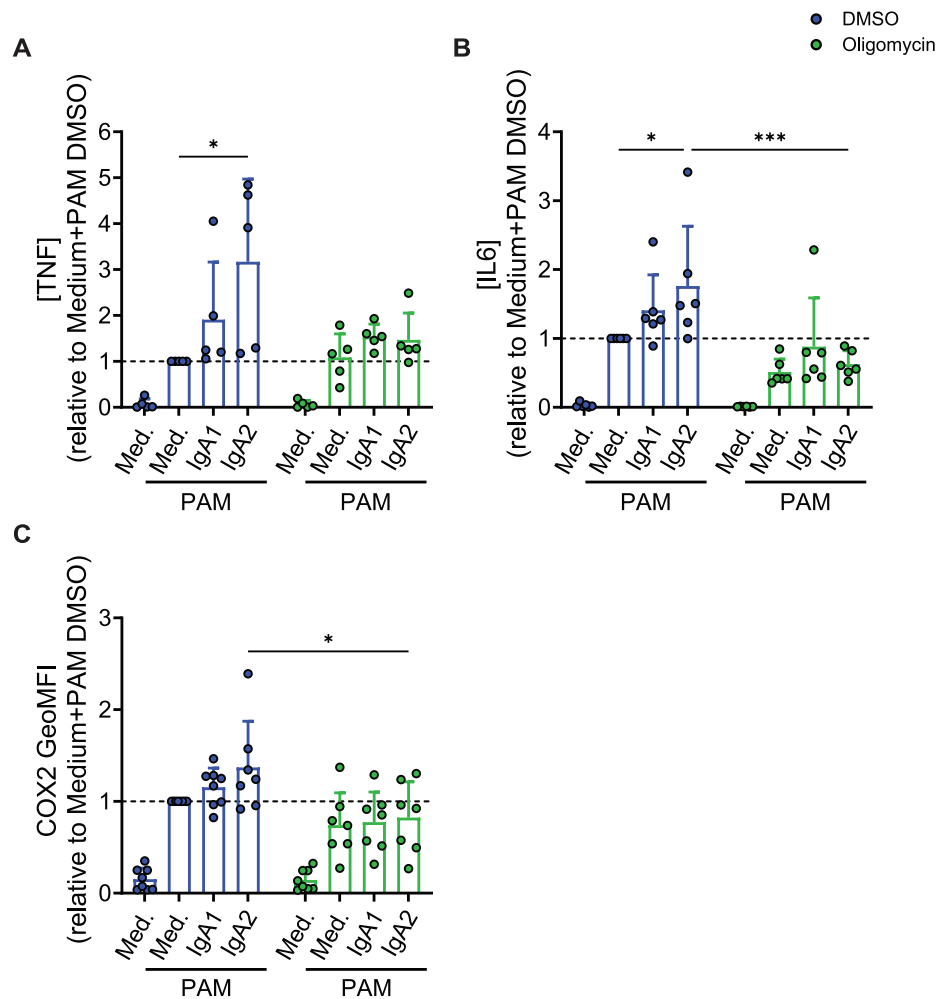 DMSO
Oligomycin
A
[TNF]
(relative to Medium+PAM DMSO)
6
5
4
3
2
1
0
*
Med.
Med.
IgA1
IgA2
Med.
Med.
IgA1
IgA2
PAM
PAM
B
[IL6]
(relative to Medium+PAM DMSO)
4
3
2
1
0
*
***
Med.
Med.
IgA1
IgA2
Med.
Med.
IgA1
IgA2
PAM
PAM
C
COX2 GeoMFI
(relative to Medium+PAM DMSO)
3
2
1
0
*
Med.
Med.
IgA1
IgA2
Med.
Med.
IgA1
IgA2
PAM
PAM